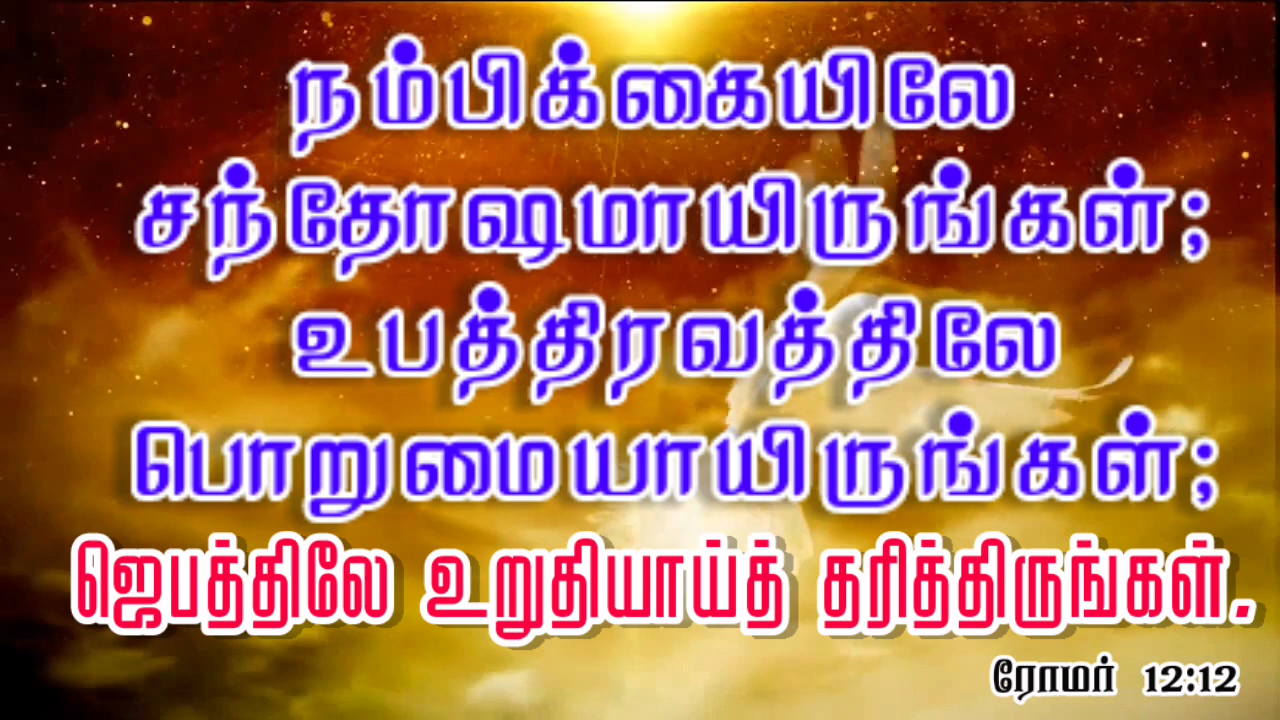 நம்பிக்கையிலே
சந்தோஷமாயிருங்கள்;
உபத்திரவத்திலே
பொறுமையாயிருங்கள்;
ஜெபத்திலே உறுதியாய்த் தரித்திருங்கள்.
ரோமர் 12:12